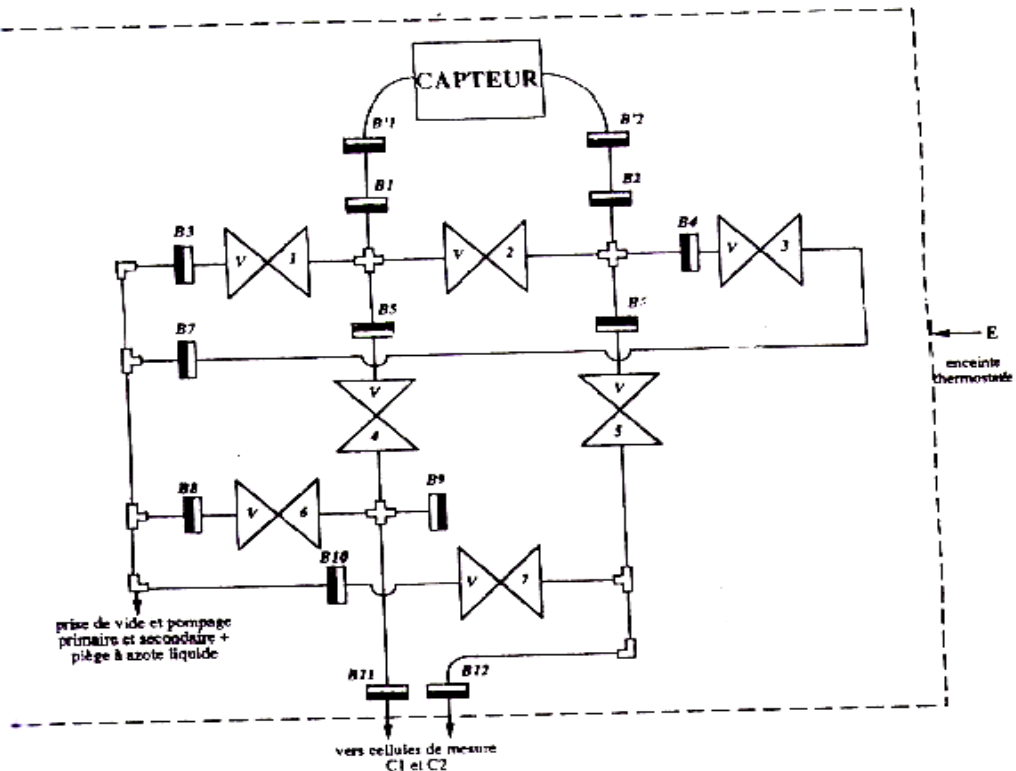 CAPTEUR
B'1
B'2
B1
B2
B3
V 1
V 2
B4
V 3
B5
B7
E
enceinte
thermostatée
V
4
V
5
B8
V 6
B9
B10
V 7
prise de vide et pompage
primaire et secondaire +
piège à azote liquide
B11
B12
vers cellules de mesure
C1 et C2